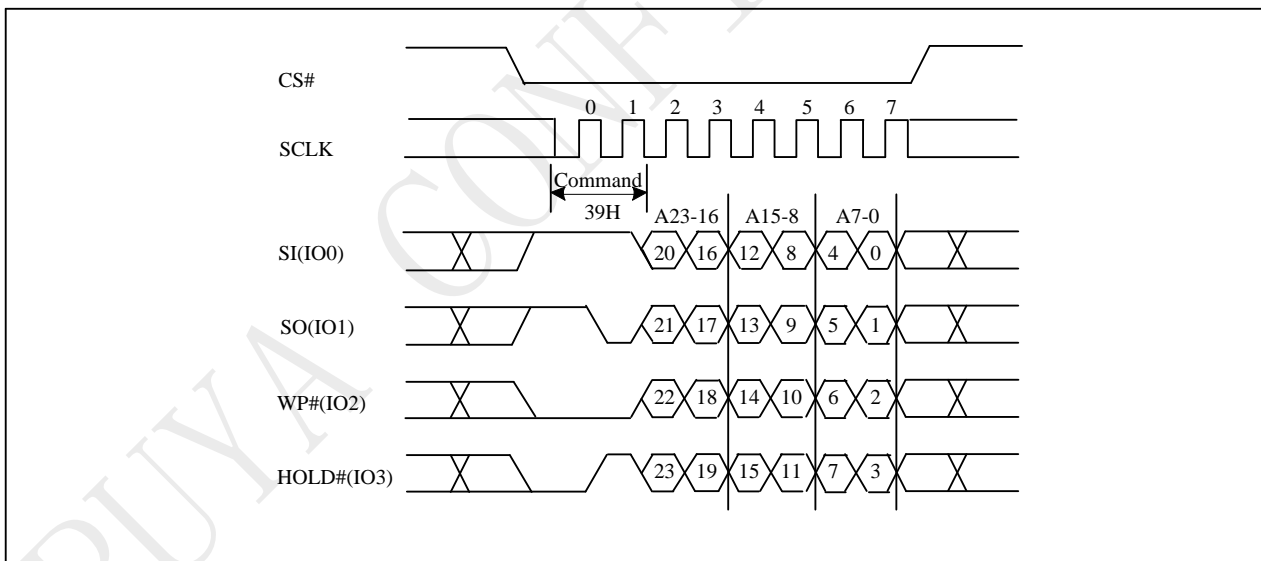 CS#
0 1 2 3 4 5 6 7
SCLK
Command
39H
A23-16 A15-8 A7-0
SI(IO0)
20 16 12 8 4 0
SO(IO1)
21 17 13 9 5 1
WP#(IO2)
22 18 14 10 6 2
HOLD#(IO3)
23 19 15 11 7 3
PUYA CONF